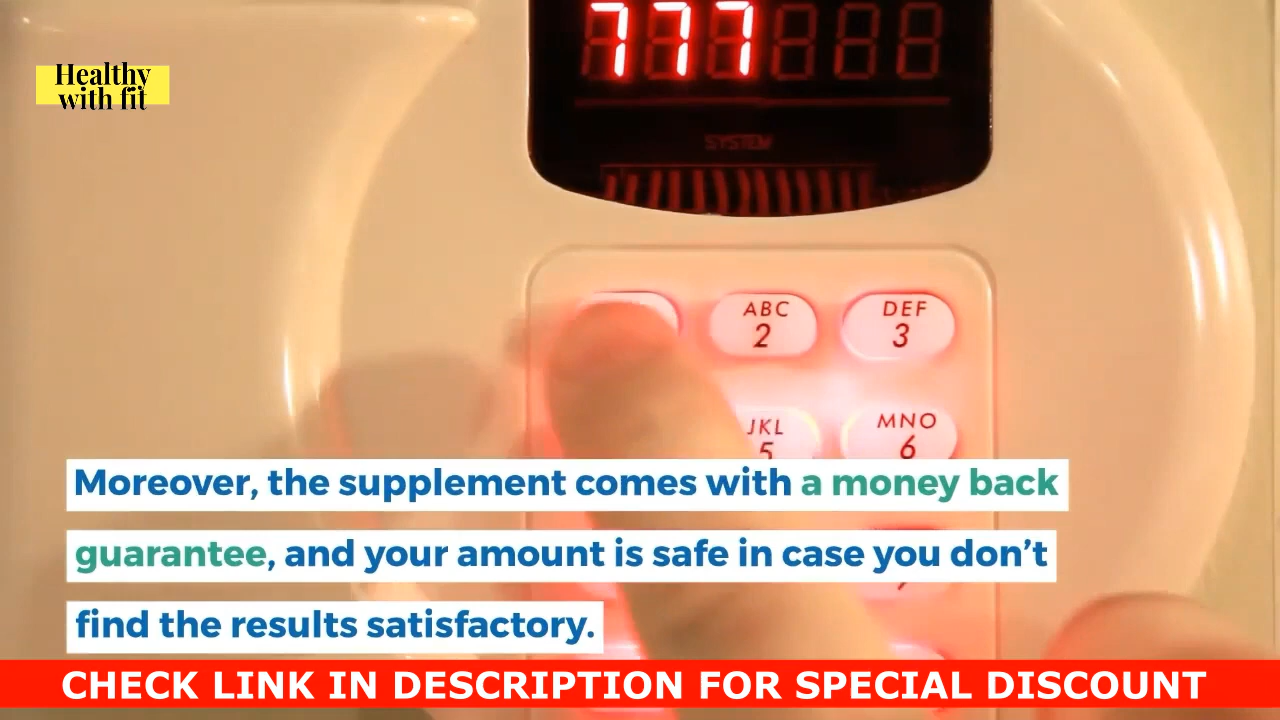 777
Healthy
with fit
SYSTEM
ABC
DEF
2
3
JKL
MNO
5
6
Moreover, the supplement comes with a money back
guarantee, and your amount is safe in case you don’t
find the results satisfactory.
CHECK LINK IN DESCRIPTION FOR SPECIAL DISCOUNT